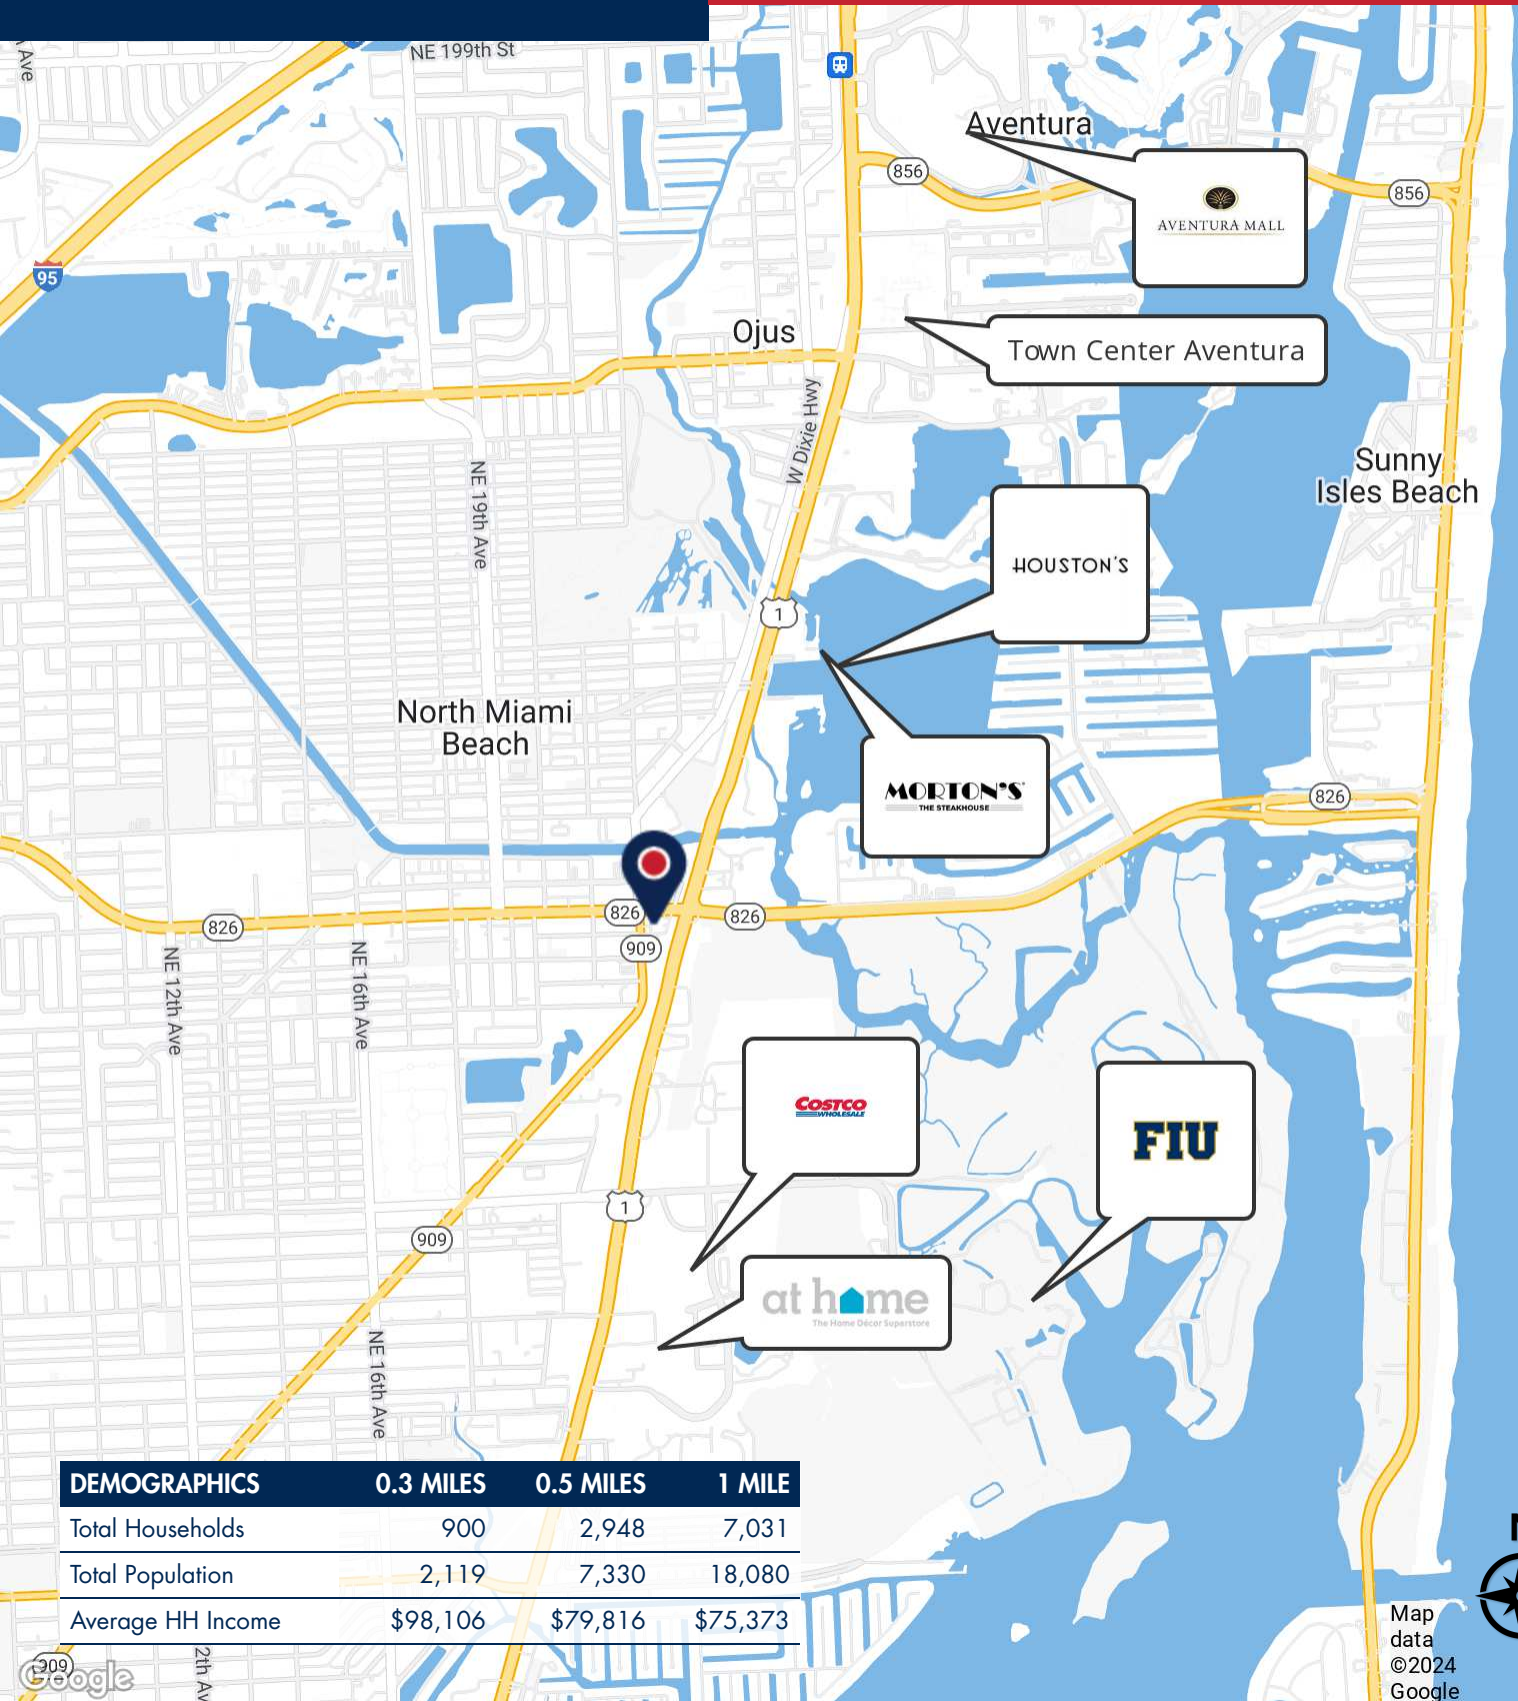 Ave
NE 199th St
Aventura
856
856
AVENTURA MALL
95
Ojus
Town Center Aventura
W Dixie Hwy
Sunny
Isles Beach
NE 19th Ave
HOUSTON'S
1
North Miami
Beach
MORTON'S
THE STEAKHOUSE
826
826
826
826
909
NE 12th Ave
NE 16th Ave
COSTCO
WHOLESALE
FIU
1
909
at home
The Home Décor Superstore
NE 16th Ave
DEMOGRAPHICS 0.3 MILES 0.5 MILES 1 MILE
Total Households 900 2,948 7,031
Total Population 2,119 7,330 18,080
Average HH Income $98,106 $79,816 $75,373
909
Google
Map
data
©2024
Google